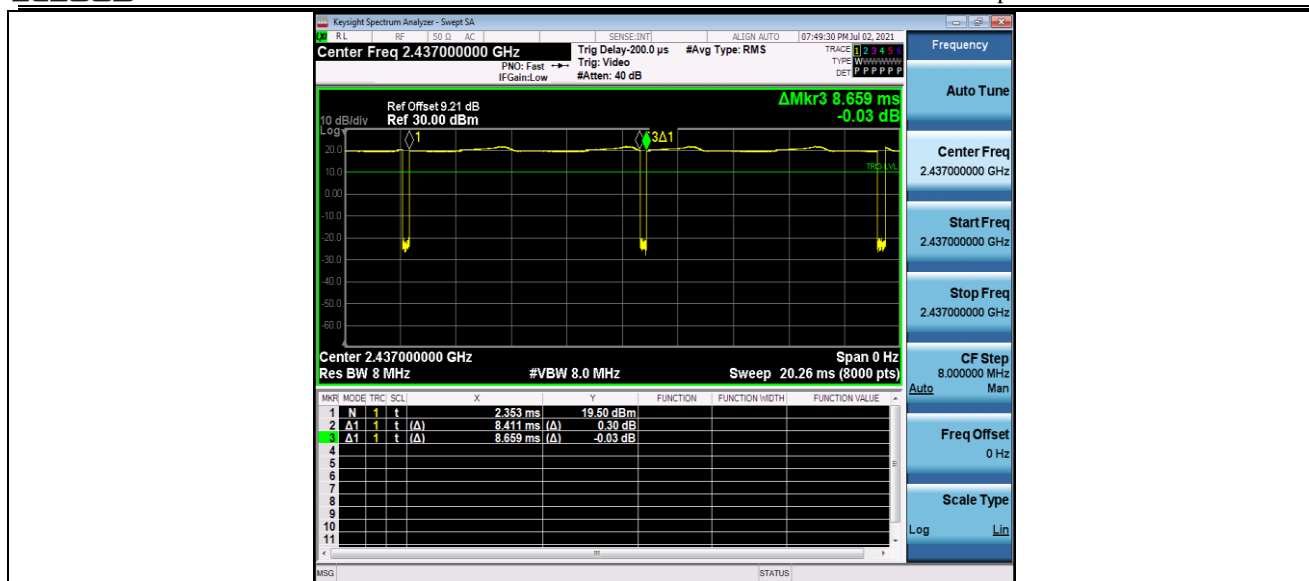 Keysight Spectrum Analyzer - Swept SA
RL RF 50 Ω AC SENSE:INT ALIGN AUTO 07:49:30 PM Jul 02, 2021
Center Freq 2.437000000 GHz Trig Delay-200.0 µs #Avg Type: RMS TRACE 1 2 3 4 5 6
PNO: Fast Trig: Video TYPE WWWWWW
IFGain:Low #Atten: 40 dB DET P P P P P P
Frequency
ΔMkr3 8.659 ms
-0.03 dB
Ref Offset 9.21 dB
10 dB/div Ref 30.00 dBm
Log
1
3Δ1
20.0
10.0
TRIG LVL
0.00
-10.0
-20.0
-30.0
-40.0
-50.0
-60.0
Center 2.437000000 GHz Span 0 Hz
Res BW 8 MHz #VBW 8.0 MHz Sweep 20.26 ms (8000 pts)
MKR MODE TRC SCL X Y FUNCTION FUNCTION WIDTH FUNCTION VALUE
1 N 1 t 2.353 ms 19.50 dBm
2 Δ1 1 t (Δ) 8.411 ms (Δ) 0.30 dB
3 Δ1 1 t (Δ) 8.659 ms (Δ) -0.03 dB
4
5
6
7
8
9
10
11
MSG STATUS
Auto Tune
Center Freq
2.437000000 GHz
Start Freq
2.437000000 GHz
Stop Freq
2.437000000 GHz
CF Step
8.000000 MHz
Auto Man
Freq Offset
0 Hz
Scale Type
Log Lin